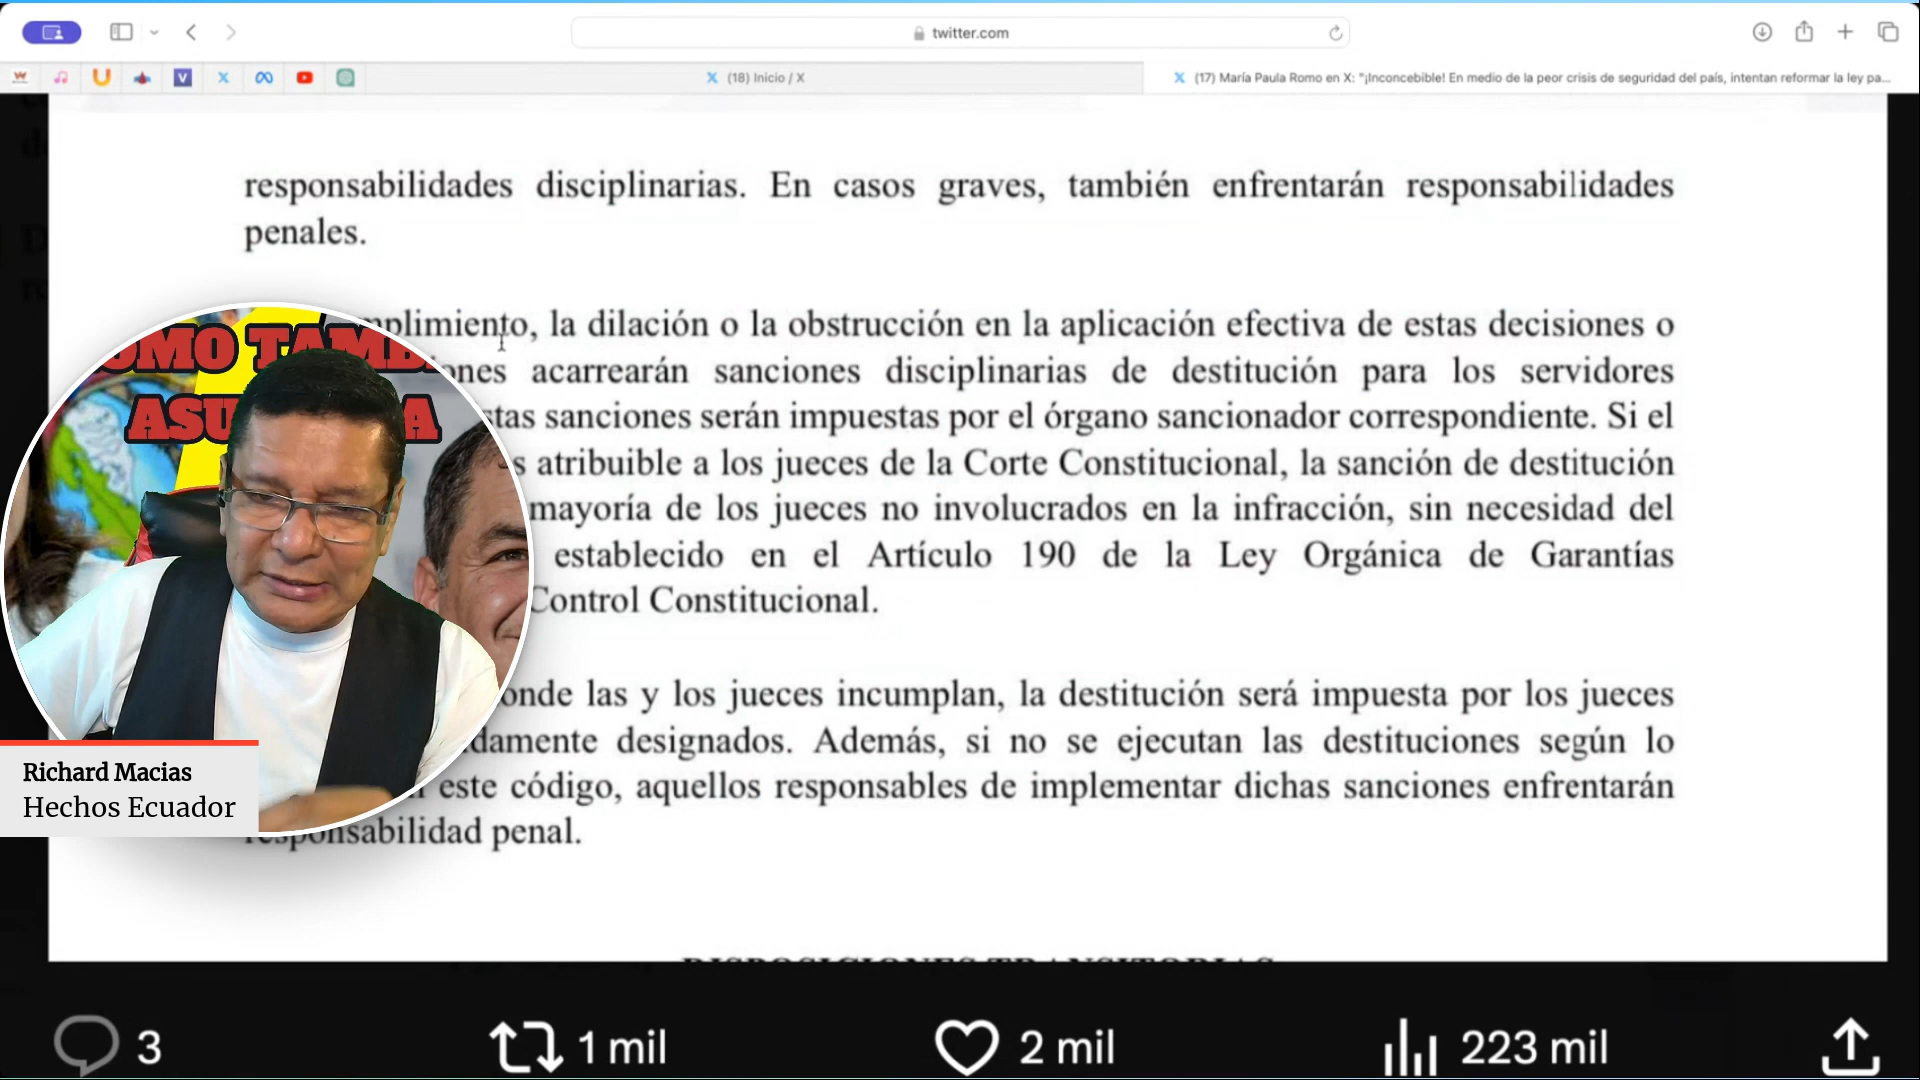 twitter.com
(18) Inicio / X
(17) María Paula Romo en X: "¡Inconcebible! En medio de la peor crisis de seguridad del país, intentan reformar la ley pa...
responsabilidades disciplinarias. En casos graves, también enfrentarán responsabilidades
penales.
mplimiento, la dilación o la obstrucción en la aplicación efectiva de estas decisiones o
ones acarrearán sanciones disciplinarias de destitución para los servidores
stas sanciones serán impuestas por el órgano sancionador correspondiente. Si el
s atribuible a los jueces de la Corte Constitucional, la sanción de destitución
mayoría de los jueces no involucrados en la infracción, sin necesidad del
establecido en el Artículo 190 de la Ley Orgánica de Garantías
Control Constitucional.
onde las y los jueces incumplan, la destitución será impuesta por los jueces
damente designados. Además, si no se ejecutan las destituciones según lo
este código, aquellos responsables de implementar dichas sanciones enfrentarán
responsabilidad penal.
DISPOSICIONES TRANSITORIAS
OMO TAMB
ASU A
Richard Macias
Hechos Ecuador
3
1 mil
2 mil
223 mil